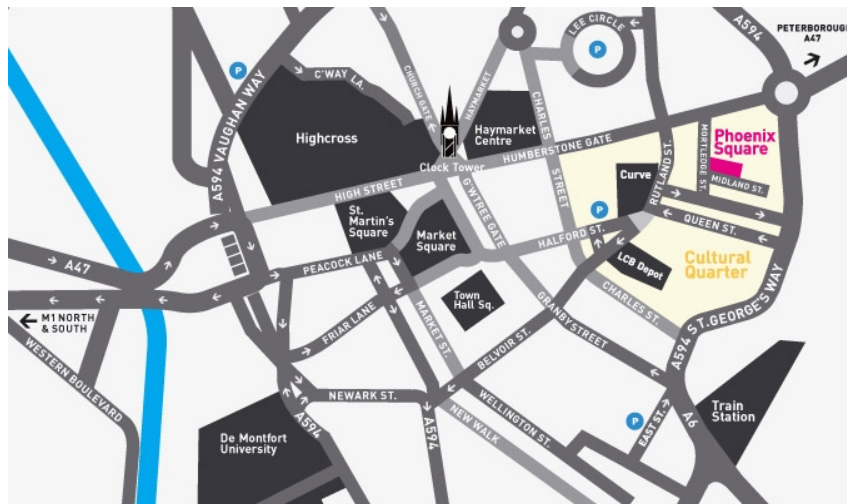 A594
PETERBOROUGH
A47
LEE CIRCLE
P
P
C'WAY LA.
CHURCH GATE
HAYMARKET
CHARLES
STREET
A594 VAUGHAN WAY
Highcross
Haymarket
Centre
HUMBERSTONE GATE
Clock Tower
MORTLEDGE ST.
Phoenix
Square
MIDLAND ST.
RUTLAND ST.
Curve
HIGH STREET
G'WTREE GATE
St.
Martin's
Square
Market
Square
P
HALFORD ST.
QUEEN ST.
A47
PEACOCK LANE
LCB Depot
Cultural
Quarter
M1 NORTH
& SOUTH
FRIAR LANE
Town
Hall Sq.
MARKET ST.
GRANBY STREET
CHARLES ST.
A594 ST.GEORGE'S WAY
BELVOIR ST.
WESTERN BOULEVARD
NEWARK ST.
WELLINGTON ST.
NEW WALK
A594
A594
De Montfort
University
P
EAST ST.
A6
Train
Station